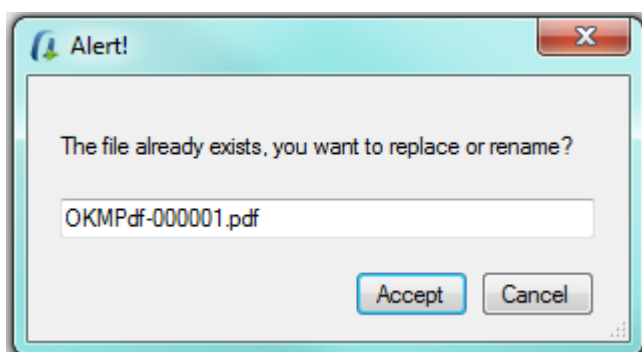 Alert!
The file already exists, you want to replace or rename?
OKMPdf-000001.pdf
Accept Cancel